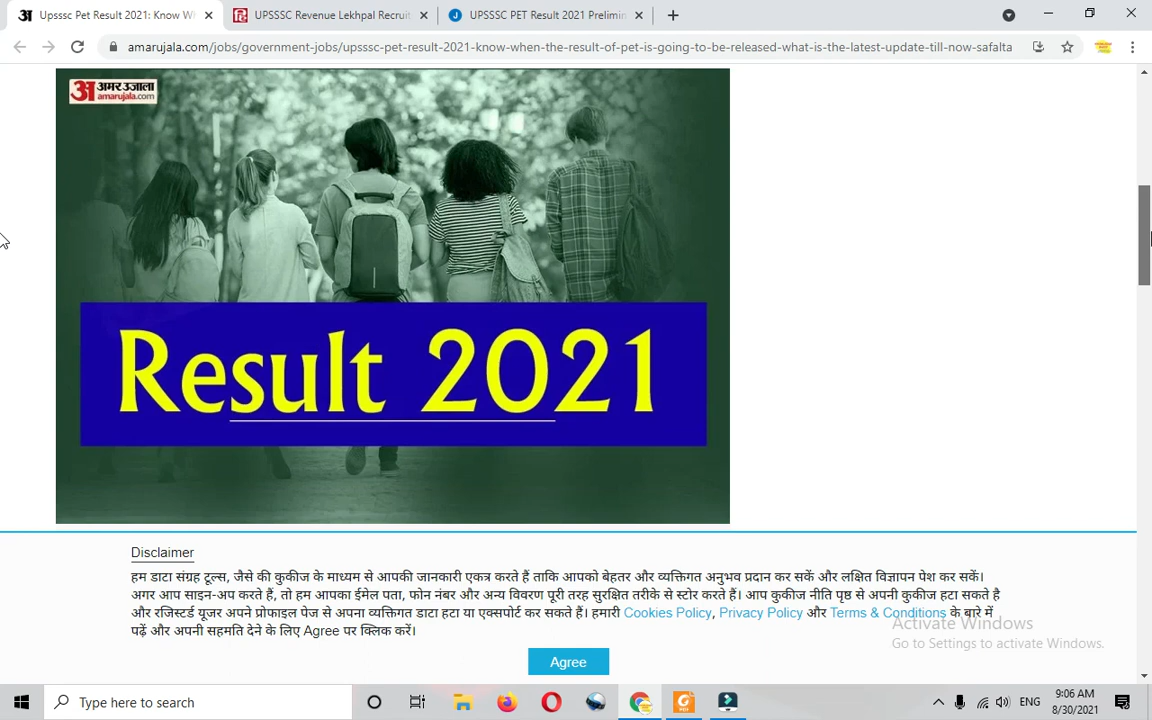 Upsssc Pet Result 2021: Know W
UPSSSC Revenue Lekhpal Recruit
UPSSSC PET Result 2021 Prelimin
amarujala.com/jobs/government-jobs/upsssc-pet-result-2021-know-when-the-result-of-pet-is-going-to-be-released-what-is-the-latest-update-till-now-safalta
अमर उजाला
amarujala.com
Result 2021
Disclaimer
हम डाटा संग्रह टूल्स, जैसे की कुकीज के माध्यम से आपकी जानकारी एकत्र करते हैं ताकि आपको बेहतर और व्यक्तिगत अनुभव प्रदान कर सकें और लक्षित विज्ञापन पेश कर सकें।
अगर आप साइन-अप करते हैं, तो हम आपका ईमेल पता, फोन नंबर और अन्य विवरण पूरी तरह सुरक्षित तरीके से स्टोर करते हैं। आप कुकीज नीति पृष्ठ से अपनी कुकीज हटा सकते है
और रजिस्टर्ड यूजर अपने प्रोफाइल पेज से अपना व्यक्तिगत डाटा हटा या एक्सपोर्ट कर सकते हैं। हमारी Cookies Policy, Privacy Policy और Terms & Conditions के बारे में
पढ़ें और अपनी सहमति देने के लिए Agree पर क्लिक करें।
Activate Windows
Go to Settings to activate Windows.
Agree
Type here to search
ENG
9:06 AM
8/30/2021